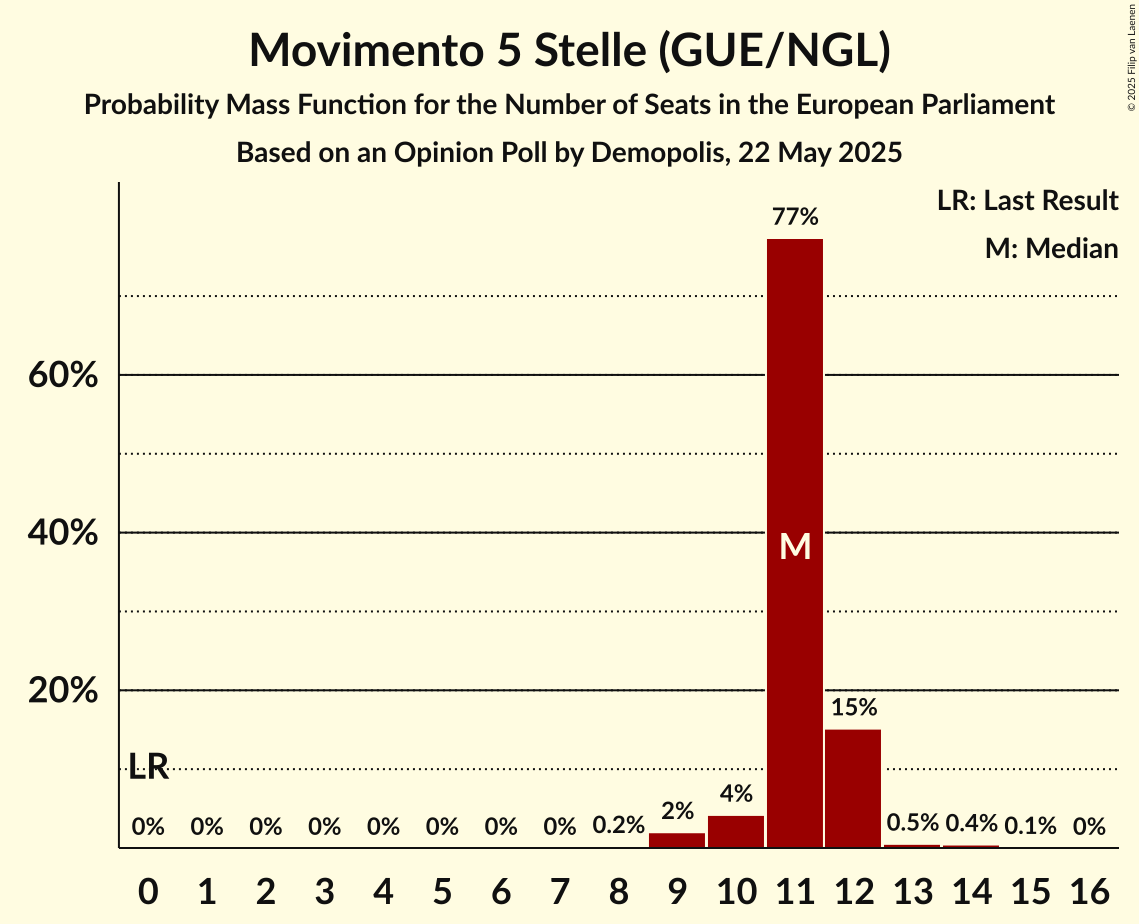 Movimento 5 Stelle (GUE/NGL)
Probability Mass Function for the Number of Seats in the European Parliament
Based on an Opinion Poll by Demopolis, 22 May 2025
© 2025 Filip van Laenen
LR: Last Result
M: Median
77%
60%
40%
M
20%
15%
LR
0% 0% 0% 0% 0% 0% 0% 0% 0.2% 2% 4% 0.5% 0.4% 0.1% 0%
0 1 2 3 4 5 6 7 8 9 10 11 12 13 14 15 16